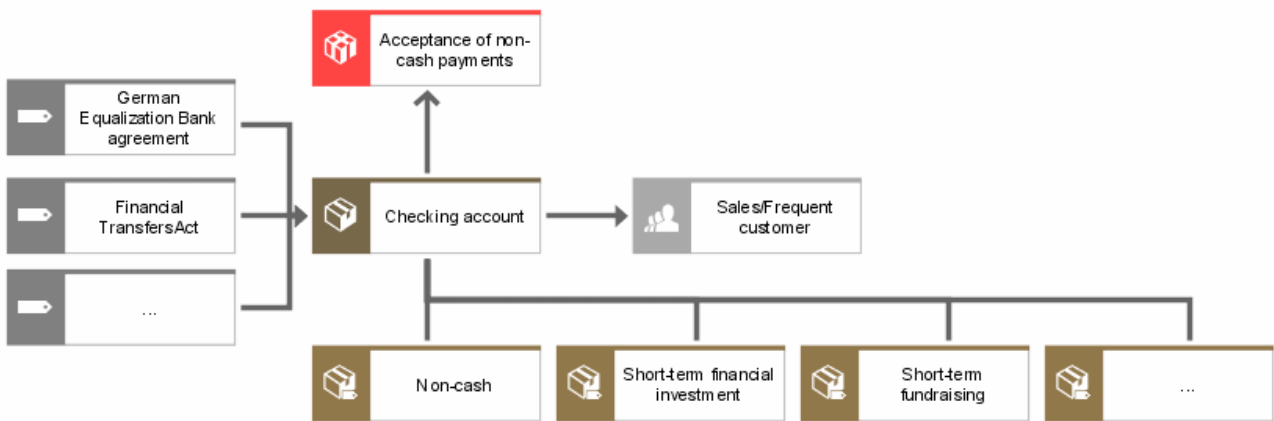 Acceptance of non-
cash payments
German
Equalization Bank
agreement
Financial
TransfersAct
Checking account
Sales/Frequent
customer
...
Non-cash
Short-term financial
investment
Short-term
fundraising
...